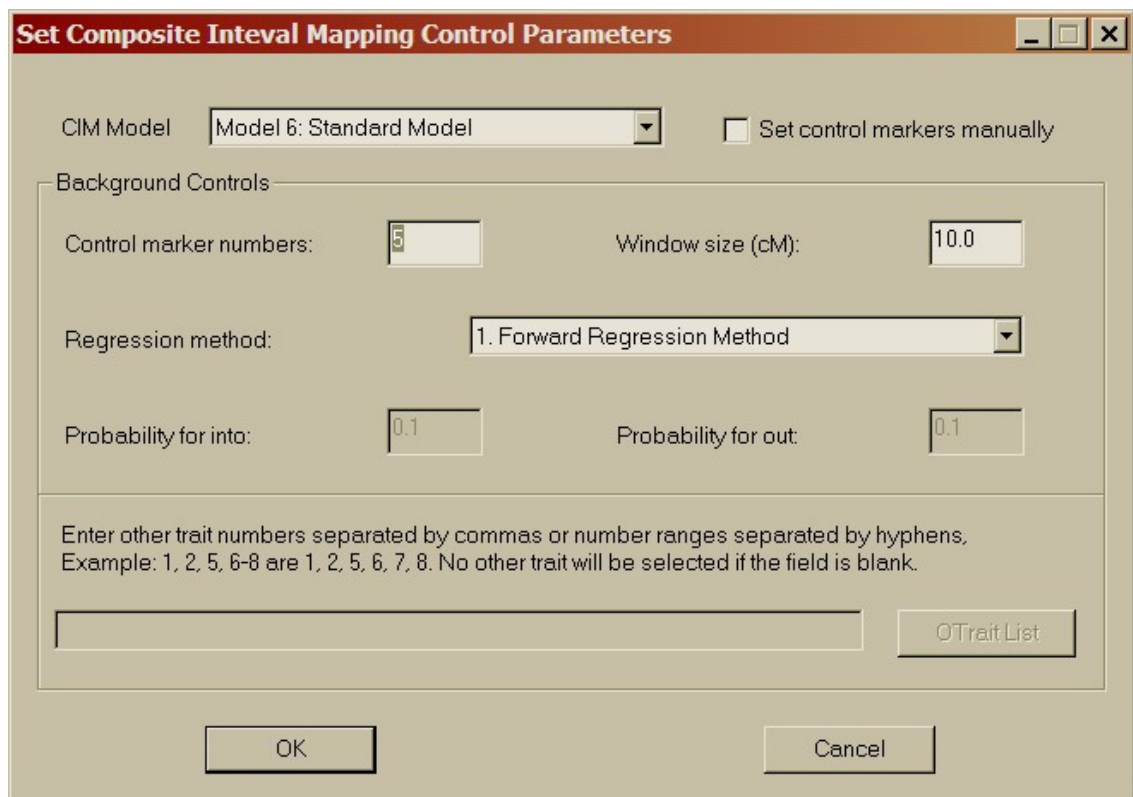 Set Composite Inteval Mapping Control Parameters
CIM Model Model 6: Standard Model Set control markers manually
Background Controls
Control marker numbers: 5 Window size (cM): 10.0
Regression method: 1. Forward Regression Method
Probability for into: 0.1 Probability for out: 0.1
Enter other trait numbers separated by commas or number ranges separated by hyphens,
Example: 1, 2, 5, 6-8 are 1, 2, 5, 6, 7, 8. No other trait will be selected if the field is blank.
OTrait List
OK Cancel